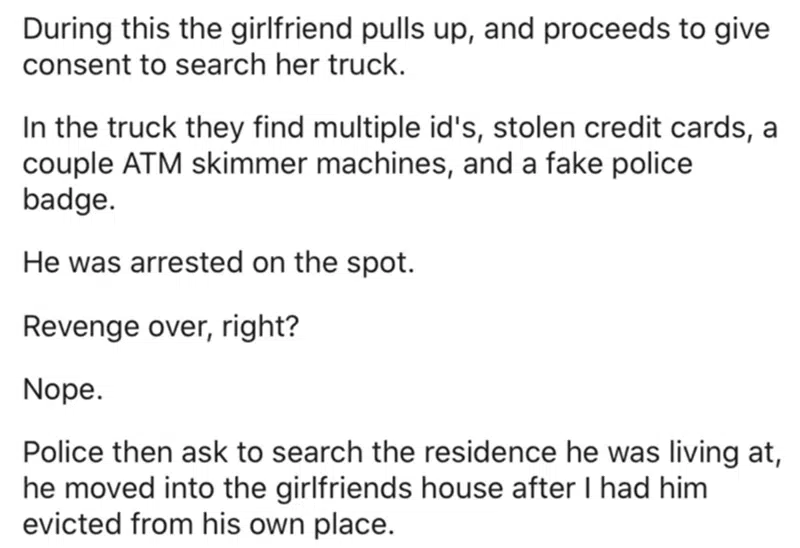 During this the girlfriend pulls up, and proceeds to give
consent to search her truck.
In the truck they find multiple id's, stolen credit cards, a
couple ATM skimmer machines, and a fake police
badge.
He was arrested on the spot.
Revenge over, right?
Nope.
Police then ask to search the residence he was living at,
he moved into the girlfriends house after I had him
evicted from his own place.